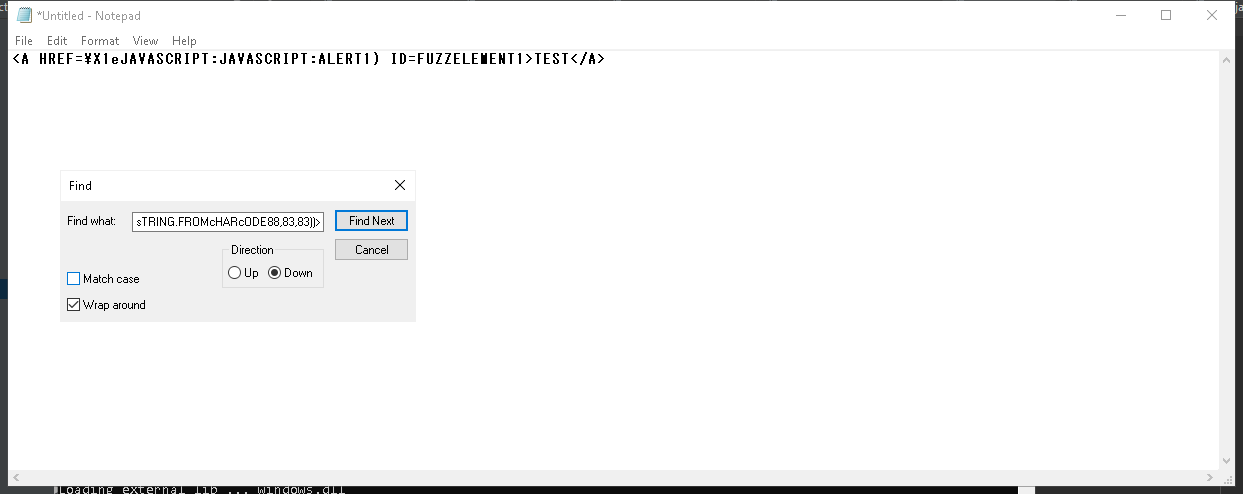 *Untitled - Notepad
File Edit Format View Help
<A HREF=¥X1eJAVASCRIPT:JAVASCRIPT:ALERT1) ID=FUZZELEMENT1>TEST</A>
Find
Find what: sTRING.FROMcHARcODE88,83,83))> Find Next
Direction Cancel
Up Down
Match case
Wrap around
Loading external lib ... windows.dll